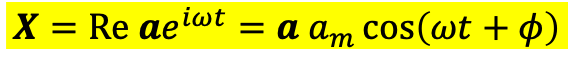 𝑿 = Re 𝒂𝑒^{𝑖𝜔𝑡} = 𝒂 𝑎_𝑚 cos(𝜔𝑡 + 𝜙)